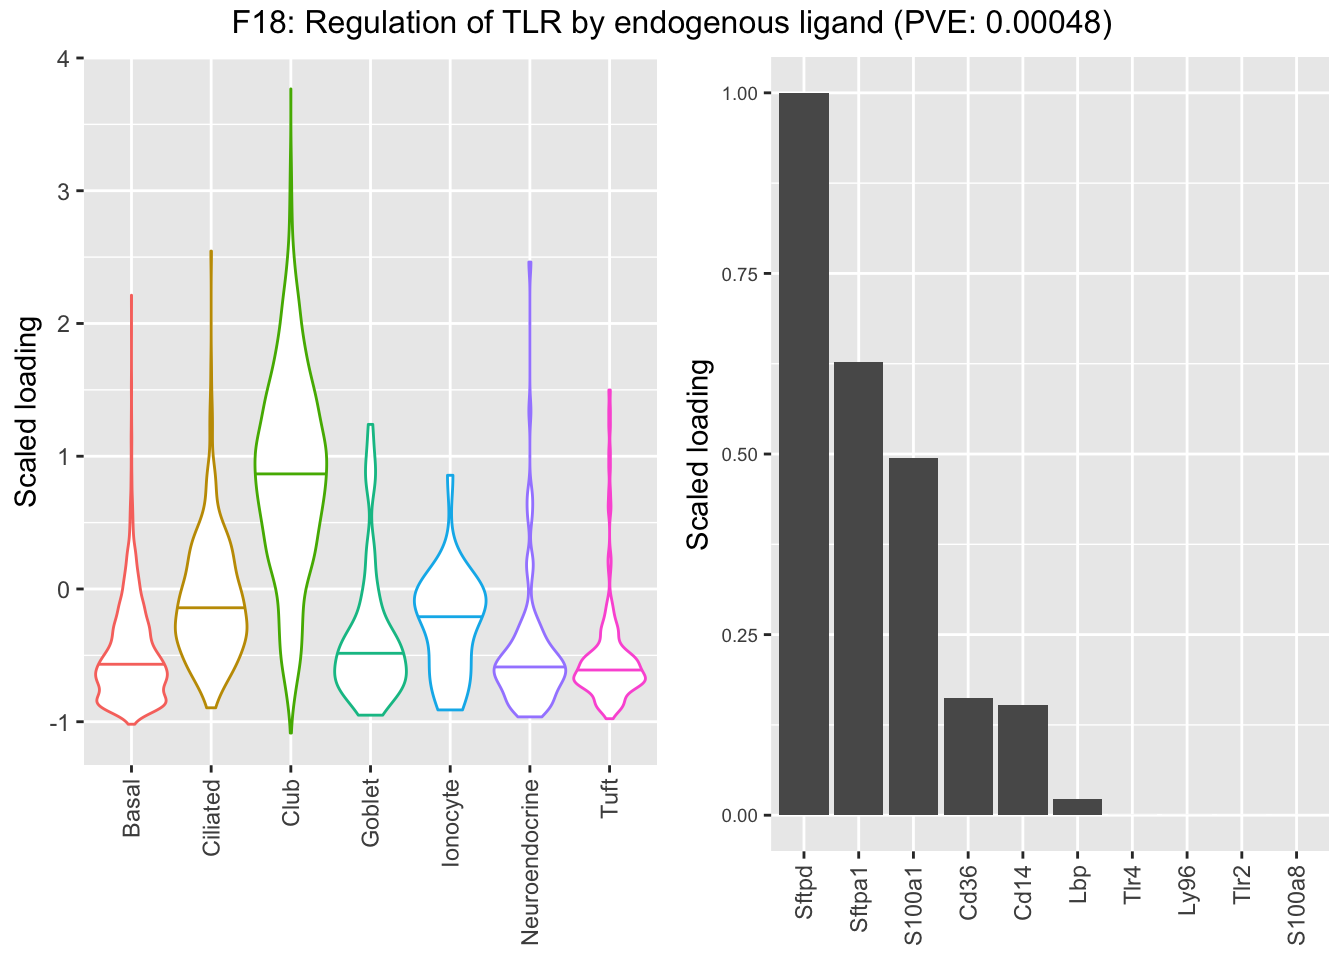 F18: Regulation of TLR by endogenous ligand (PVE: 0.00048)
Scaled loading
4
3
2
1
0
-1
Basal
Ciliated
Club
Goblet
Ionocyte
Neuroendocrine
Tuft
Scaled loading
1.00
0.75
0.50
0.25
0.00
Sftpd
Sftpa1
S100a1
Cd36
Cd14
Lbp
Tlr4
Ly96
Tlr2
S100a8